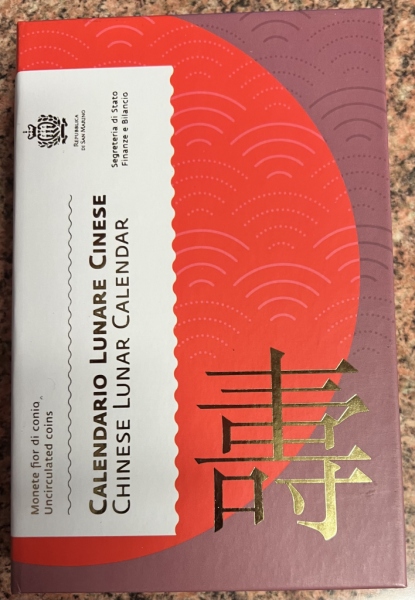 REPUBBLICA
DI SAN MARINO
Segreteria di Stato
Finanze e Bilancio
CALENDARIO LUNARE CINESE
CHINESE LUNAR CALENDAR
Monete fior di conio
Uncirculated coins